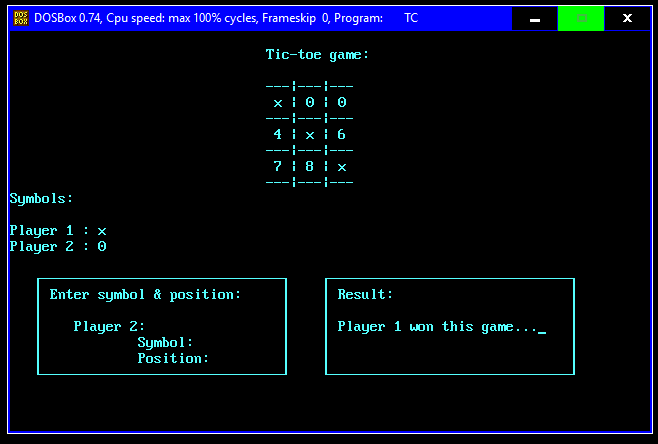 DOS BOX DOSBox 0.74, Cpu speed: max 100% cycles, Frameskip 0, Program: TC
Tic-toe game:
---¦---¦---
x ¦ 0 ¦ 0
---¦---¦---
4 ¦ x ¦ 6
---¦---¦---
7 ¦ 8 ¦ x
---¦---¦---
Symbols:
Player 1 : x
Player 2 : 0
Enter symbol & position:
Player 2:
Symbol:
Position:
Result:
Player 1 won this game..._